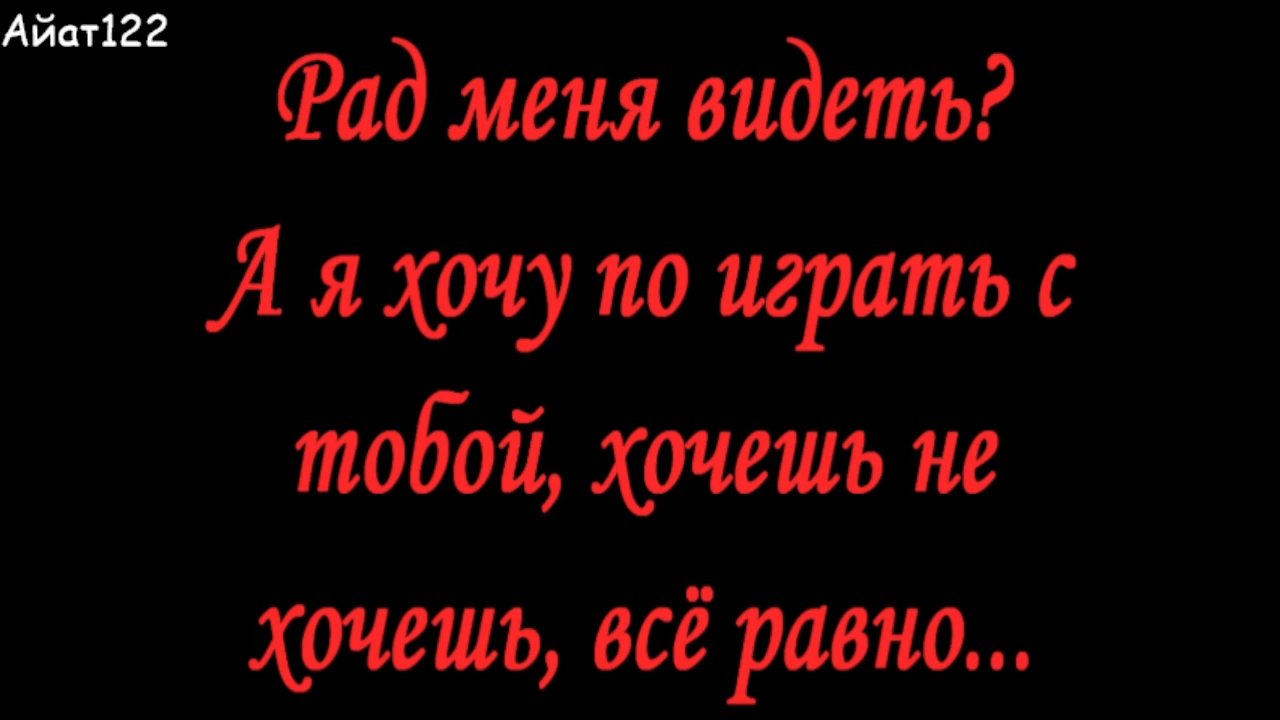 Айат122
Рад меня видеть?
А я хочу по играть с
тобой, хочешь не
хочешь, всё равно...